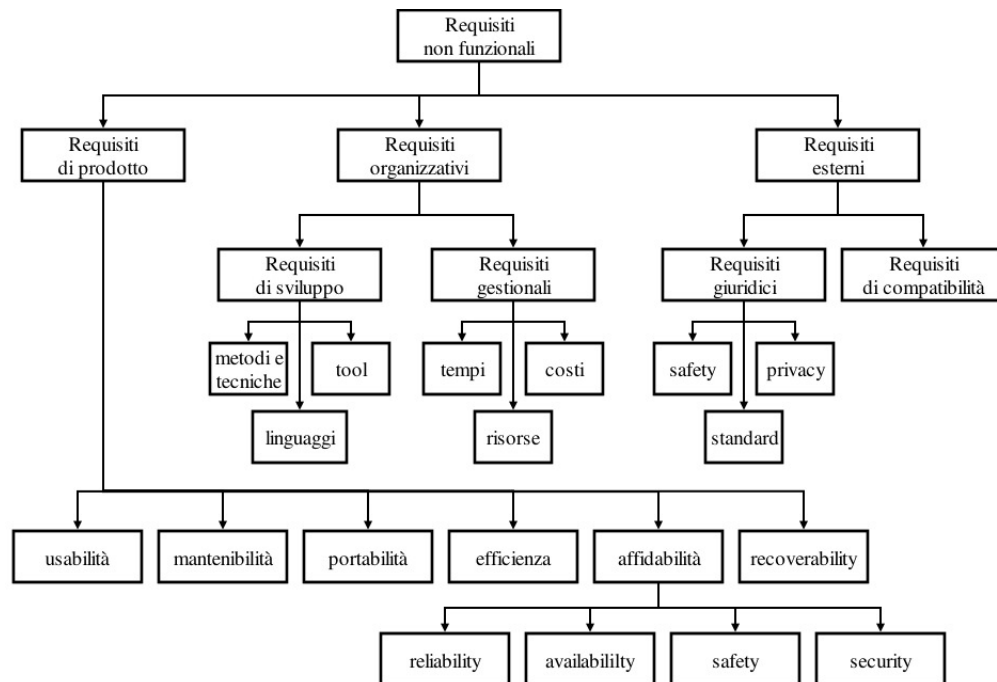 Requisiti
non funzionali
Requisiti
di prodotto
Requisiti
organizzativi
Requisiti
esterni
Requisiti
di sviluppo
Requisiti
gestionali
Requisiti
giuridici
Requisiti
di compatibilità
metodi e
tecniche
tool
tempi
costi
safety
privacy
linguaggi
risorse
standard
usabilità
mantenibilità
portabilità
efficienza
affidabilità
recoverability
reliability
availabililty
safety
security